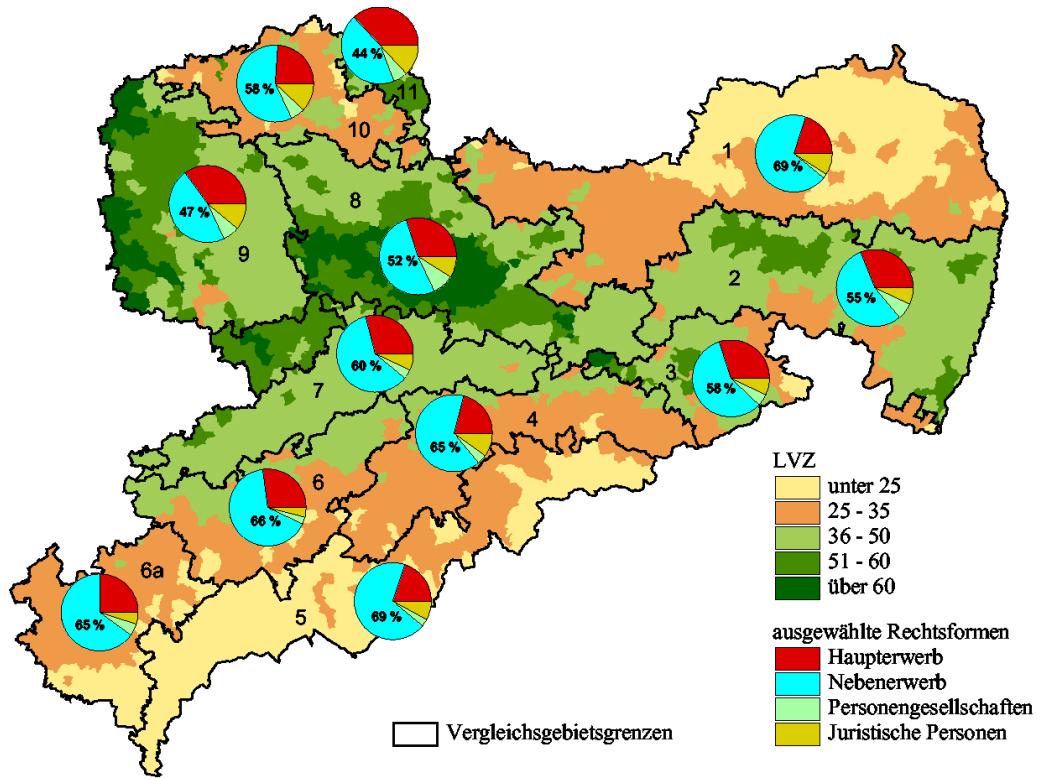 44 %
58 %
11
10
1
69 %
8
47 %
9
52 %
2
55 %
60 %
3
58 %
7
4
65 %
6
66 %
6a
65 %
5
69 %
LVZ
unter 25
25 - 35
36 - 50
51 - 60
über 60
ausgewählte Rechtsformen
Haupterwerb
Nebenerwerb
Personengesellschaften
Juristische Personen
Vergleichsgebietsgrenzen